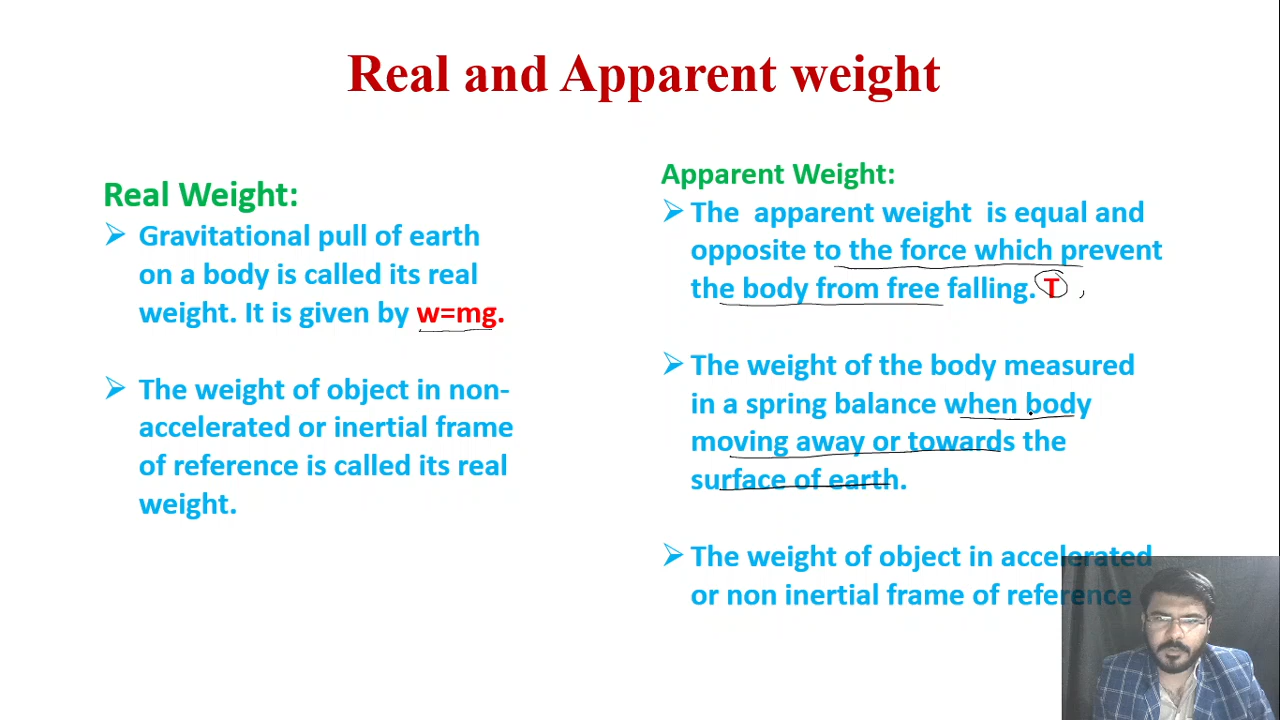 Real and Apparent weight
Real Weight:
➢ Gravitational pull of earth
on a body is called its real
weight. It is given by w=mg.
➢ The weight of object in non-
accelerated or inertial frame
of reference is called its real
weight.
Apparent Weight:
➢ The apparent weight is equal and
opposite to the force which prevent
the body from free falling. T
➢ The weight of the body measured
in a spring balance when body
moving away or towards the
surface of earth.
➢ The weight of object in accelerated
or non inertial frame of reference